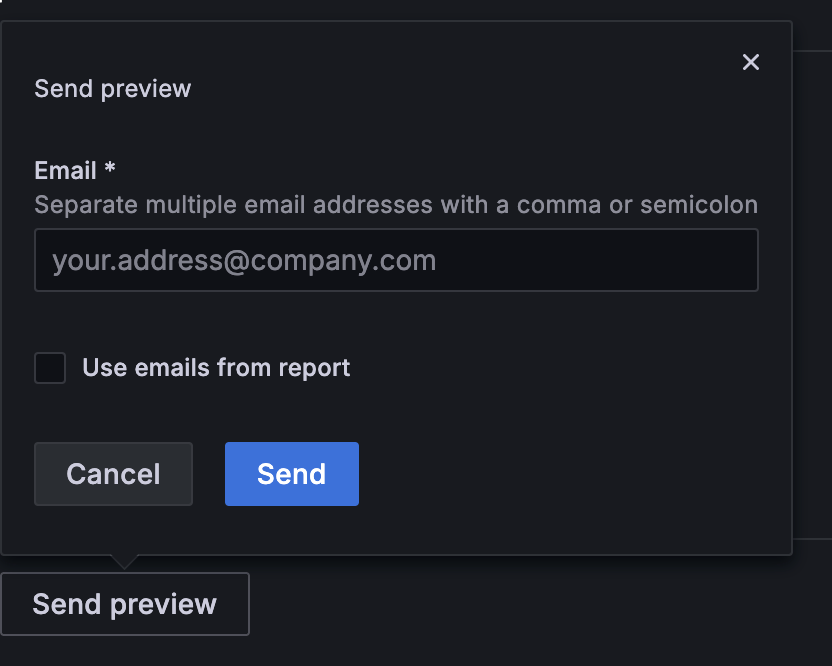 Send preview
Email *
Separate multiple email addresses with a comma or semicolon
your.address@company.com
Use emails from report
Cancel
Send
Send preview